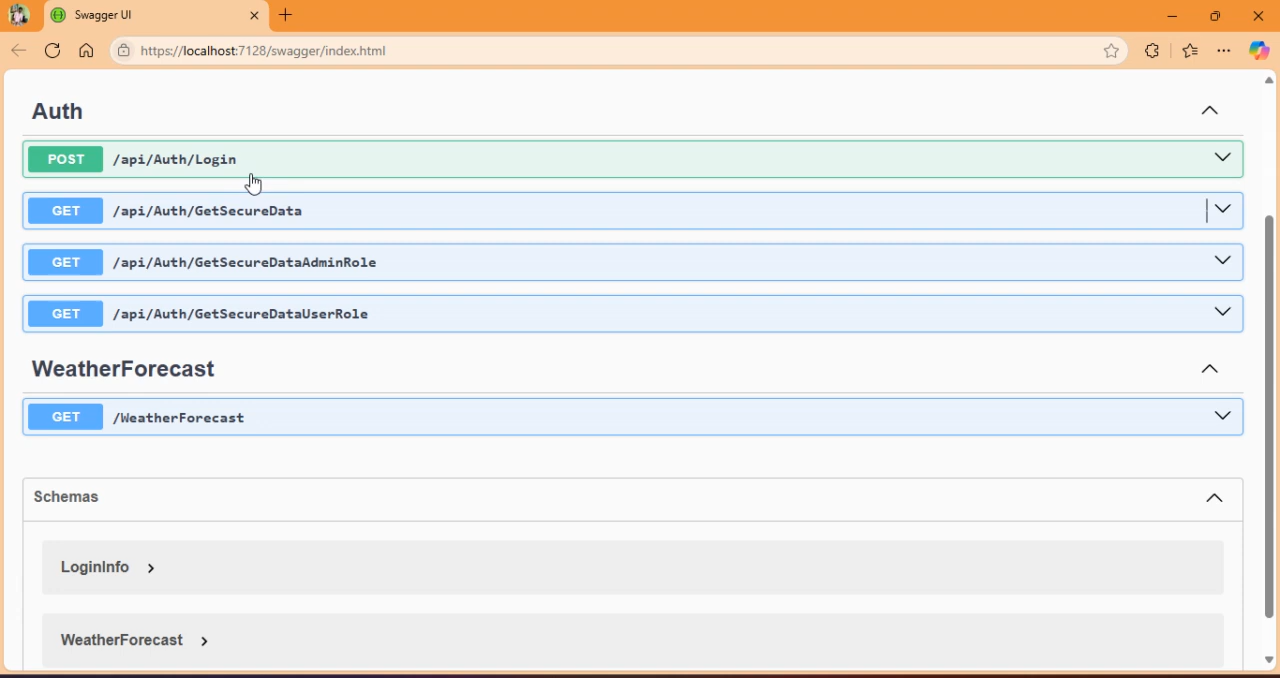 Swagger UI
https://localhost:7128/swagger/index.html
Auth
POST /api/Auth/Login
GET /api/Auth/GetSecureData
GET /api/Auth/GetSecureDataAdminRole
GET /api/Auth/GetSecureDataUserRole
WeatherForecast
GET /WeatherForecast
Schemas
LoginInfo
WeatherForecast